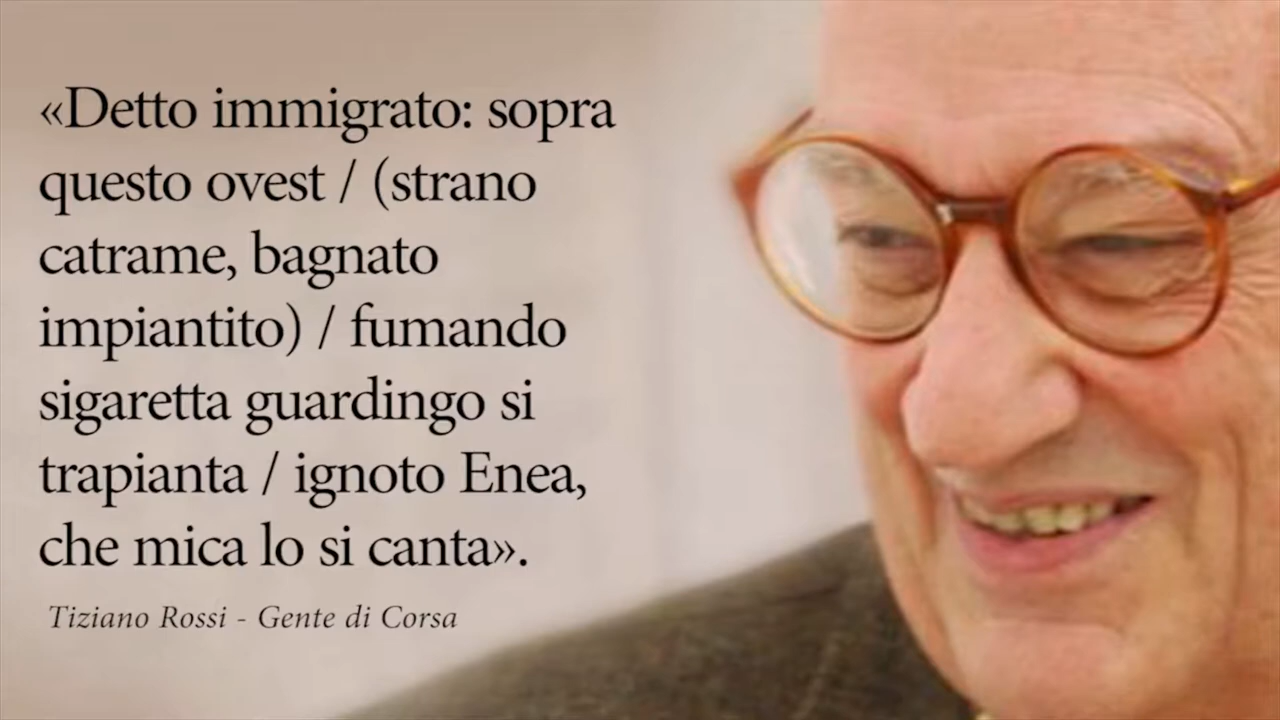 «Detto immigrato: sopra
questo ovest / (strano
catrame, bagnato
impiantito) / fumando
sigaretta guardingo si
trapianta / ignoto Enea,
che mica lo si canta».
Tiziano Rossi - Gente di Corsa